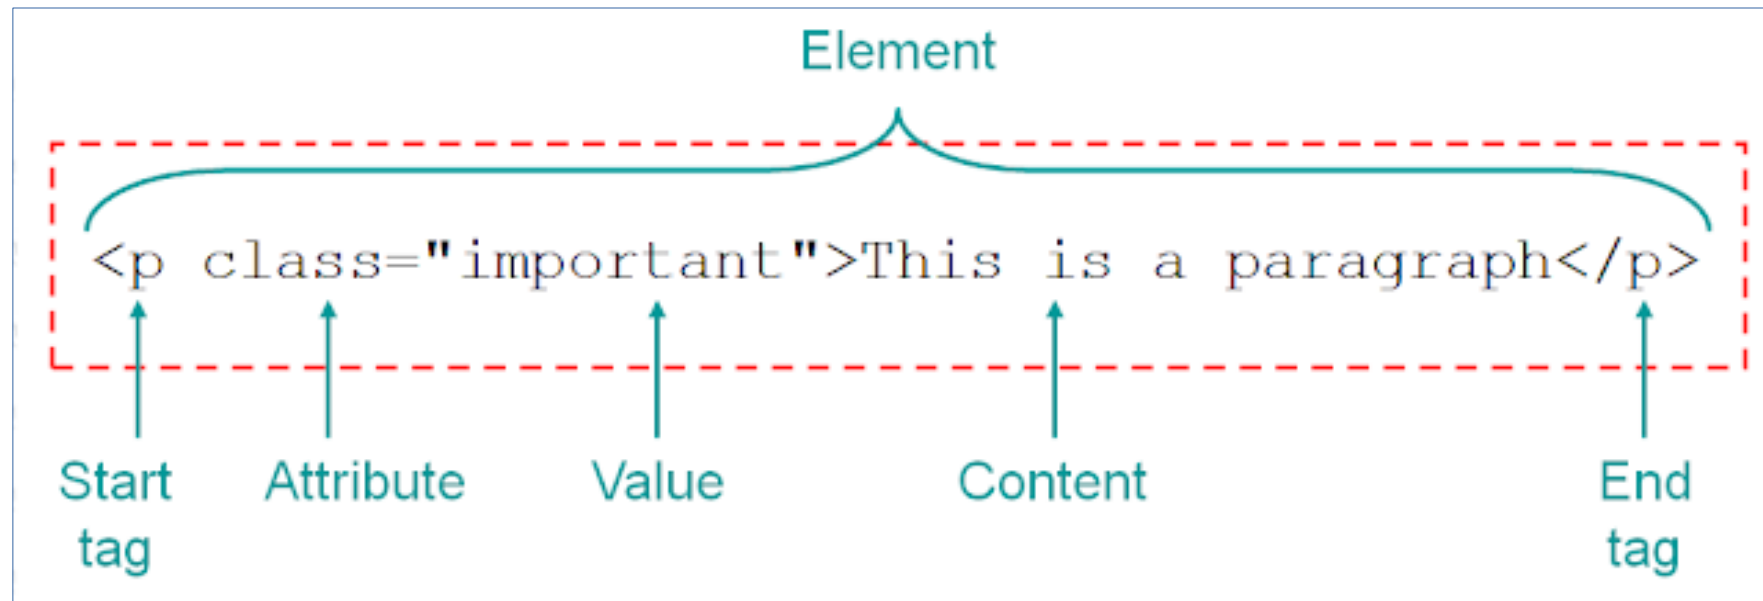 Element
<p class="important">This is a paragraph</p>
Start tag
Attribute
Value
Content
End tag